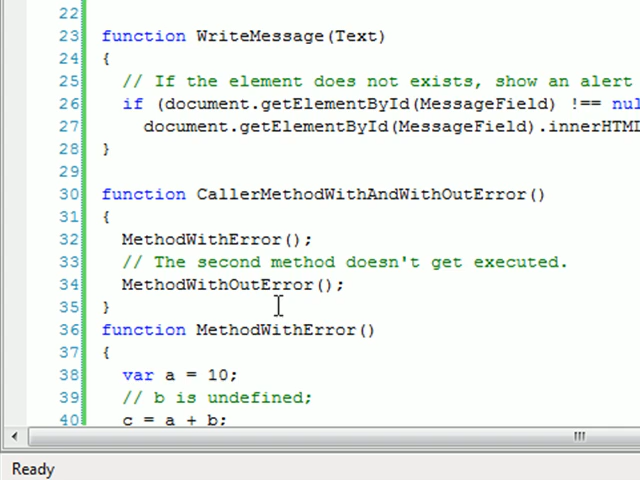 22
23 function WriteMessage(Text)
24 {
25 // If the element does not exists, show an alert
26 if (document.getElementById(MessageField) !== nul
27 document.getElementById(MessageField).innerHTML
28 }
29
30 function CallerMethodWithAndWithOutError()
31 {
32 MethodWithError();
33 // The second method doesn't get executed.
34 MethodWithOutError();
35 }
36 function MethodWithError()
37 {
38 var a = 10;
39 // b is undefined;
40 c = a + b;
Ready